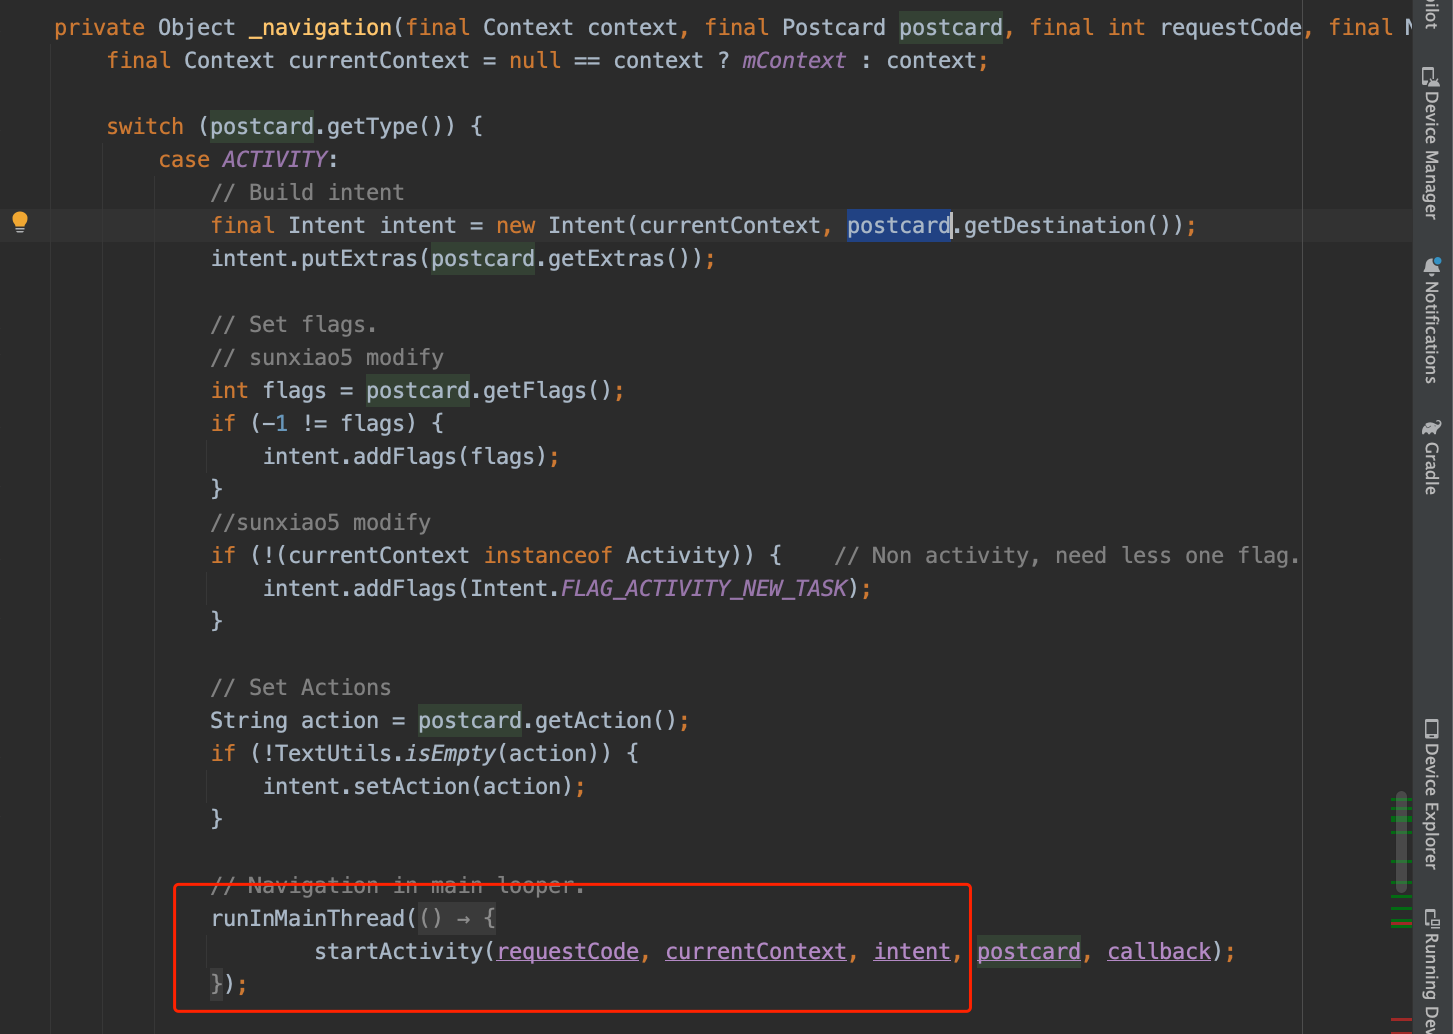 private Object _navigation(final Context context, final Postcard postcard, final int requestCode, final N
final Context currentContext = null == context ? mContext : context;
switch (postcard.getType()) {
case ACTIVITY:
// Build intent
final Intent intent = new Intent(currentContext, postcard.getDestination());
intent.putExtras(postcard.getExtras());
// Set flags.
// sunxiao5 modify
int flags = postcard.getFlags();
if (-1 != flags) {
intent.addFlags(flags);
}
//sunxiao5 modify
if (!(currentContext instanceof Activity)) {    // Non activity, need less one flag.
intent.addFlags(Intent.FLAG_ACTIVITY_NEW_TASK);
}
// Set Actions
String action = postcard.getAction();
if (!TextUtils.isEmpty(action)) {
intent.setAction(action);
}
// Navigation in main looper.
runInMainThread(() → {
startActivity(requestCode, currentContext, intent, postcard, callback);
});
pilot
Device Manager
Notifications
Gradle
Device Explorer
Running Dev